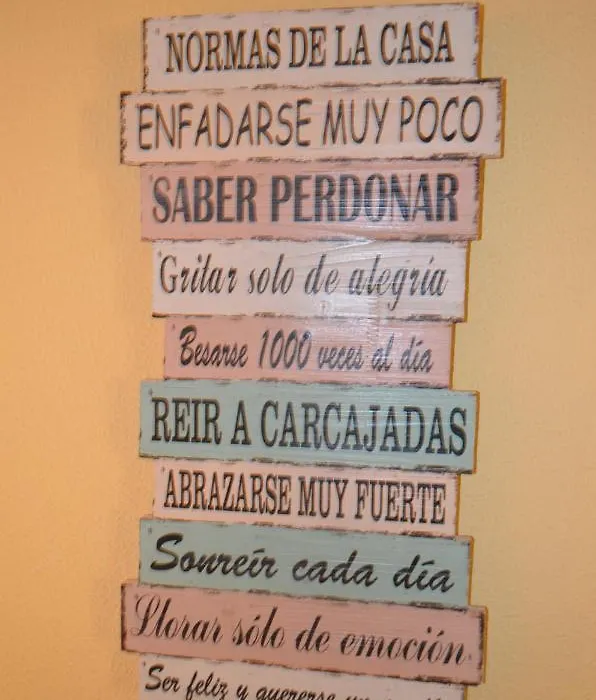 NORMAS DE LA CASA
ENFADARSE MUY POCO
SABER PERDONAR
Gritar solo de alegría
Besarse 1000 veces al día
REIR A CARCAJADAS
ABRAZARSE MUY FUERTE
Sonreír cada día
Llorar sólo de emoción
Ser feliz y quererse